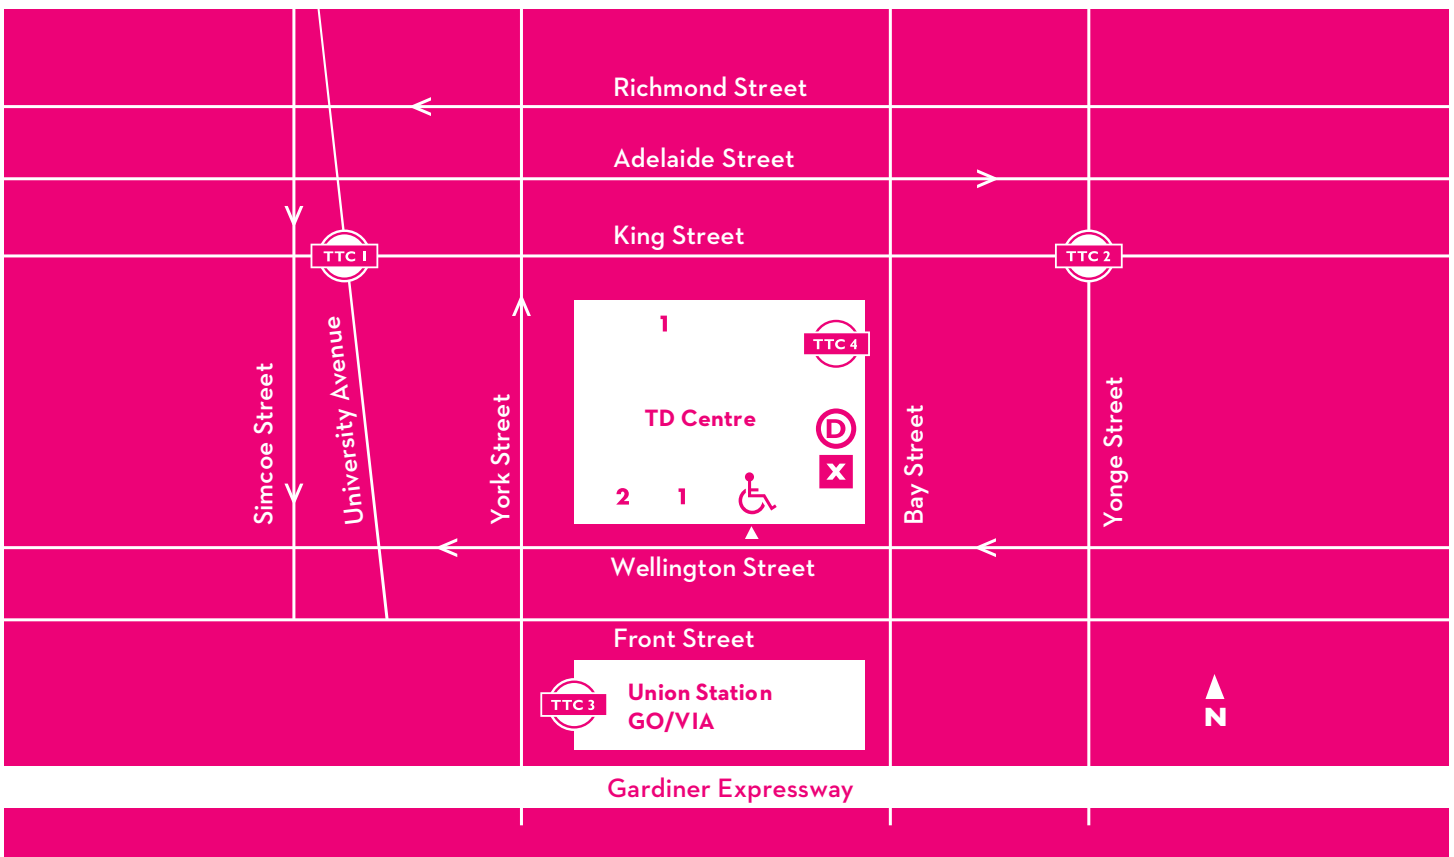 Richmond Street
Adelaide Street
King Street
TTC 1
TTC 2
1
TTC 4
TD Centre
D
X
2 1
Simcoe Street
University Avenue
York Street
Bay Street
Yonge Street
Wellington Street
Front Street
TTC 3
Union Station
GO/VIA
N
Gardiner Expressway